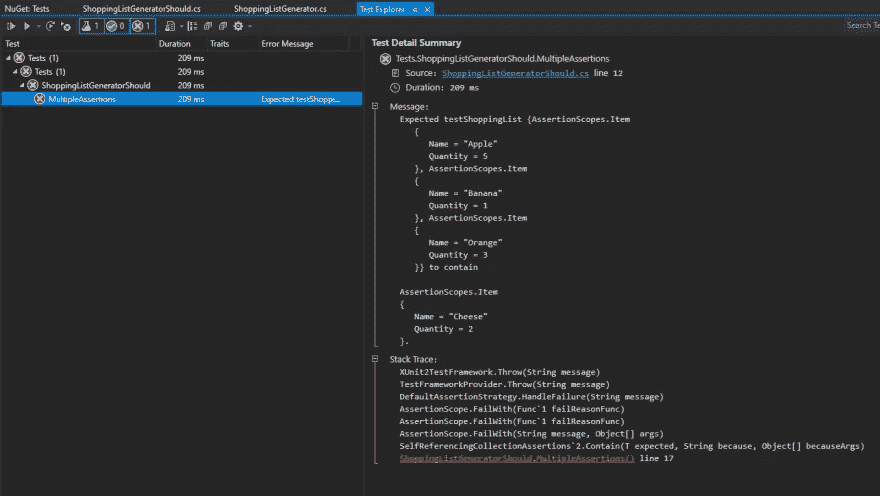 NuGet: Tests
ShoppingListGeneratorShould.cs
ShoppingListGenerator.cs
Test Explorer
1 0 1
Search Te
Test Duration Traits Error Message
Tests (1) 209 ms
Tests (1) 209 ms
ShoppingListGeneratorShould 209 ms
MultipleAssertions 209 ms Expected testShoppe...
Test Detail Summary
Tests.ShoppingListGeneratorShould.MultipleAssertions
Source: ShoppingListGeneratorShould.cs line 12
Duration: 209 ms
Message:
Expected testShoppingList {AssertionScopes.Item
{
Name = "Apple"
Quantity = 5
}, AssertionScopes.Item
{
Name = "Banana"
Quantity = 1
}, AssertionScopes.Item
{
Name = "Orange"
Quantity = 3
}} to contain
AssertionScopes.Item
{
Name = "Cheese"
Quantity = 2
}.
Stack Trace:
XUnit2TestFramework.Throw(String message)
TestFrameworkProvider.Throw(String message)
DefaultAssertionStrategy.HandleFailure(String message)
AssertionScope.FailWith(Func`1 failReasonFunc)
AssertionScope.FailWith(Func`1 failReasonFunc)
AssertionScope.FailWith(String message, Object[] args)
SelfReferencingCollectionAssertions`2.Contain(T expected, String because, Object[] becauseArgs)
ShoppingListGeneratorShould.MultipleAssertions() line 17